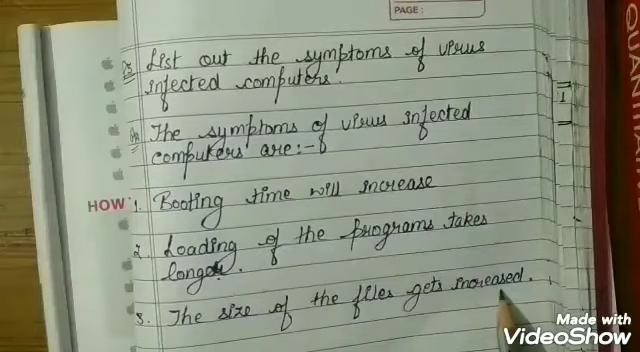 PAGE:
Q3 List out the symptoms of virus
infected computers.
Ans The symptoms of virus infected
computers are:-
HOW 1. Booting time will increase
2. Loading of the programs takes
longer.
3. The size of the files gets increased.
QUANTHA
Made with
VideoShow